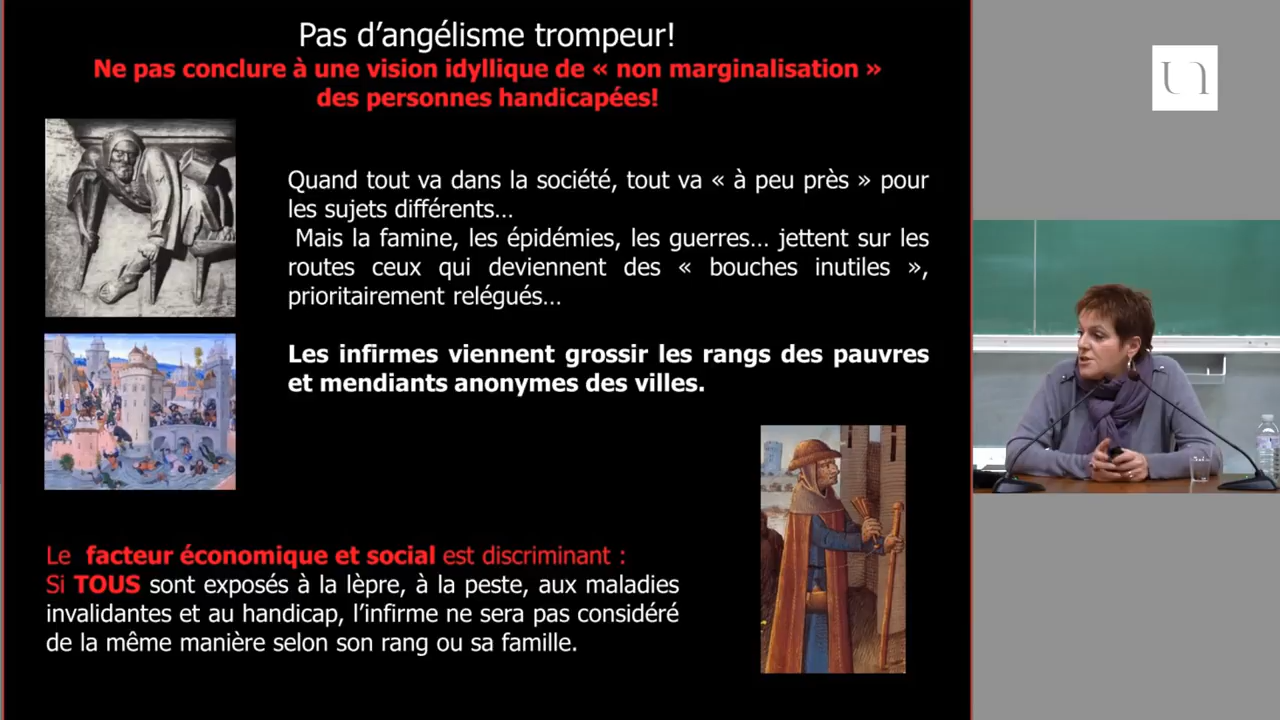 Pas d’angélisme trompeur!
Ne pas conclure à une vision idyllique de « non marginalisation »
des personnes handicapées!
Quand tout va dans la société, tout va « à peu près » pour
les sujets différents…
Mais la famine, les épidémies, les guerres… jettent sur les
routes ceux qui deviennent des « bouches inutiles »,
prioritairement relégués…
Les infirmes viennent grossir les rangs des pauvres
et mendiants anonymes des villes.
Le facteur économique et social est discriminant :
Si TOUS sont exposés à la lèpre, à la peste, aux maladies
invalidantes et au handicap, l’infirme ne sera pas considéré
de la même manière selon son rang ou sa famille.